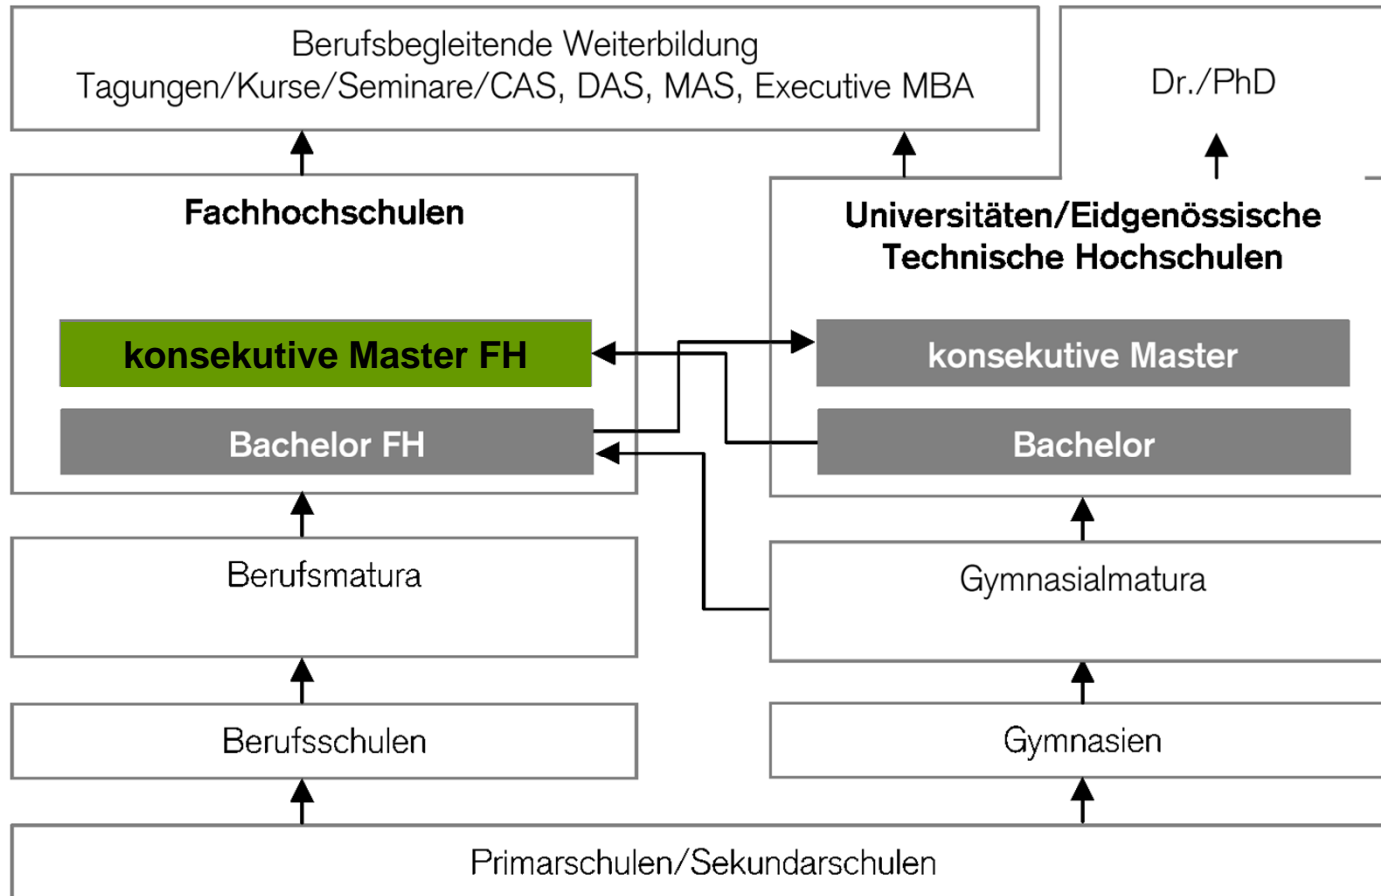 Berufsbegleitende Weiterbildung
Tagungen/Kurse/Seminare/CAS, DAS, MAS, Executive MBA
Dr./PhD
Fachhochschulen
konsekutive Master FH
Bachelor FH
Universitäten/Eidgenössische
Technische Hochschulen
konsekutive Master
Bachelor
Berufsmatura
Gymnasialmatura
Berufsschulen
Gymnasien
Primarschulen/Sekundarschulen